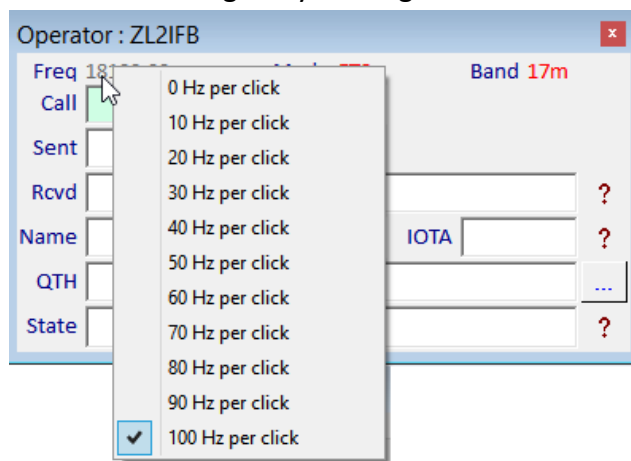 Operator : ZL2IFB
x
Freq Band 17m
Call
Sent
Rcvd ?
Name IOTA ?
QTH ...
State ?
0 Hz per click
10 Hz per click
20 Hz per click
30 Hz per click
40 Hz per click
50 Hz per click
60 Hz per click
70 Hz per click
80 Hz per click
90 Hz per click
100 Hz per click